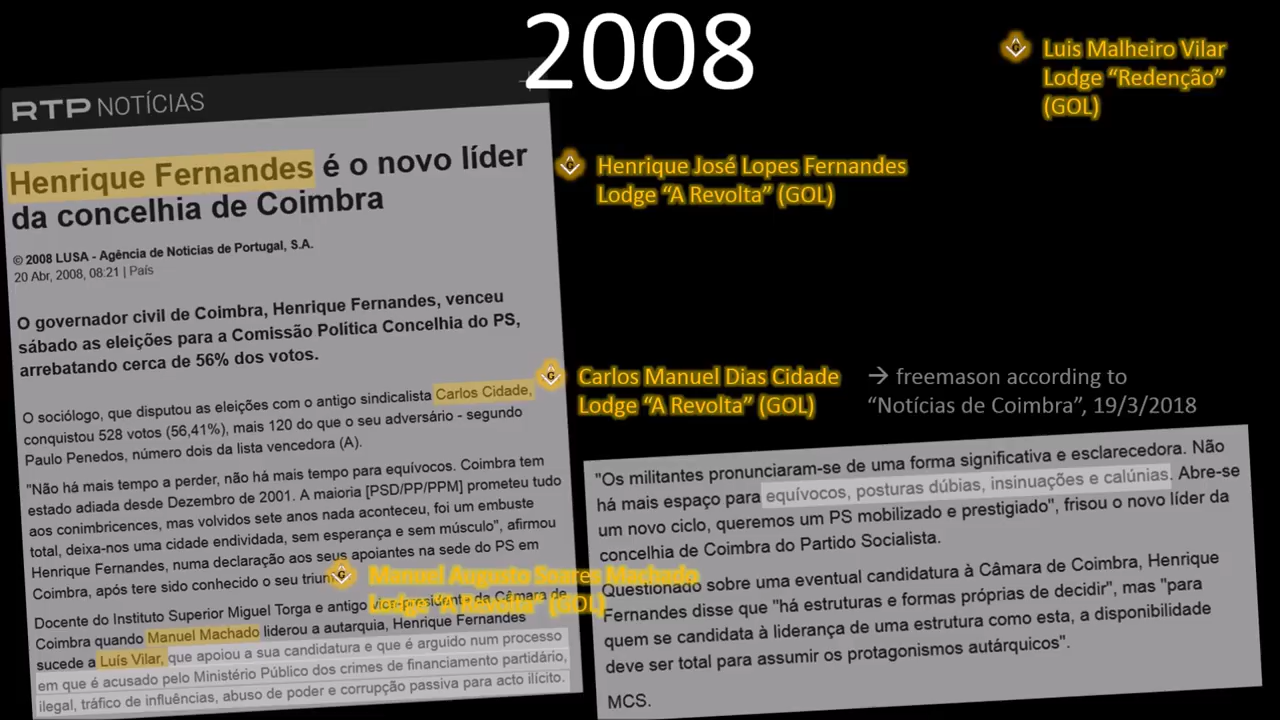 2008
Luis Malheiro Vilar
Lodge “Redenção”
(GOL)
RTP NOTÍCIAS
Henrique Fernandes é o novo líder
da concelhia de Coimbra
© 2008 LUSA - Agência de Noticias de Portugal, S.A.
20 Abr, 2008, 08:21 | País
O governador civil de Coimbra, Henrique Fernandes, venceu
sábado as eleições para a Comissão Política Concelhia do PS,
arrebatando cerca de 56% dos votos.
O sociólogo, que disputou as eleições com o antigo sindicalista Carlos Cidade,
conquistou 528 votos (56,41%), mais 120 do que o seu adversário - segundo
Paulo Penedos, número dois da lista vencedora (A).
"Não há mais tempo a perder, não há mais tempo para equívocos. Coimbra tem
estado adiada desde Dezembro de 2001. A maioria [PSD/PP/PPM] prometeu tudo
aos conimbricences, mas volvidos sete anos nada aconteceu, foi um embuste
total, deixa-nos uma cidade endividada, sem esperança e sem músculo", afirmou
Henrique Fernandes, numa declaração aos seus apoiantes na sede do PS em
Coimbra, após tere sido conhecido o seu
Docente do Instituto Superior Miguel Torga e antigo vice-presidente da Câmara de
Coimbra quando Manuel Machado liderou a autarquia, Henrique Fernandes
sucede a Luís Vilar, que apoiou a sua candidatura e que é arguido num processo
em que é acusado pelo Ministério Público dos crimes de financiamento partidário,
ilegal, tráfico de influências, abuso de poder e corrupção passiva para acto ilícito.
Henrique José Lopes Fernandes
Lodge “A Revolta” (GOL)
Carlos Manuel Dias Cidade
Lodge “A Revolta” (GOL)
→ freemason according to
“Notícias de Coimbra”, 19/3/2018
Manuel Augusto Soares Machado
Lodge “A Revolta” (GOL)
"Os militantes pronunciaram-se de uma forma significativa e esclarecedora. Não
há mais espaço para equívocos, posturas dúbias, insinuações e calúnias. Abre-se
um novo ciclo, queremos um PS mobilizado e prestigiado", frisou o novo líder da
concelhia de Coimbra do Partido Socialista.
Questionado sobre uma eventual candidatura à Câmara de Coimbra, Henrique
Fernandes disse que "há estruturas e formas próprias de decidir", mas "para
quem se candidata à liderança de uma estrutura como esta, a disponibilidade
deve ser total para assumir os protagonismos autárquicos".
MCS.